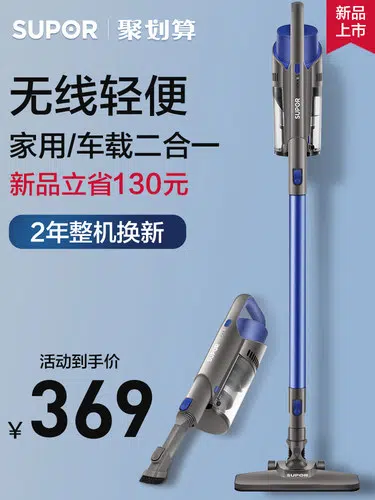 SUPOR 聚划算
新品
上市
无线轻便
家用/车载二合一
新品立省130元
2年整机换新
活动到手价
¥369
SUPOR
SUPOR
SUPOR